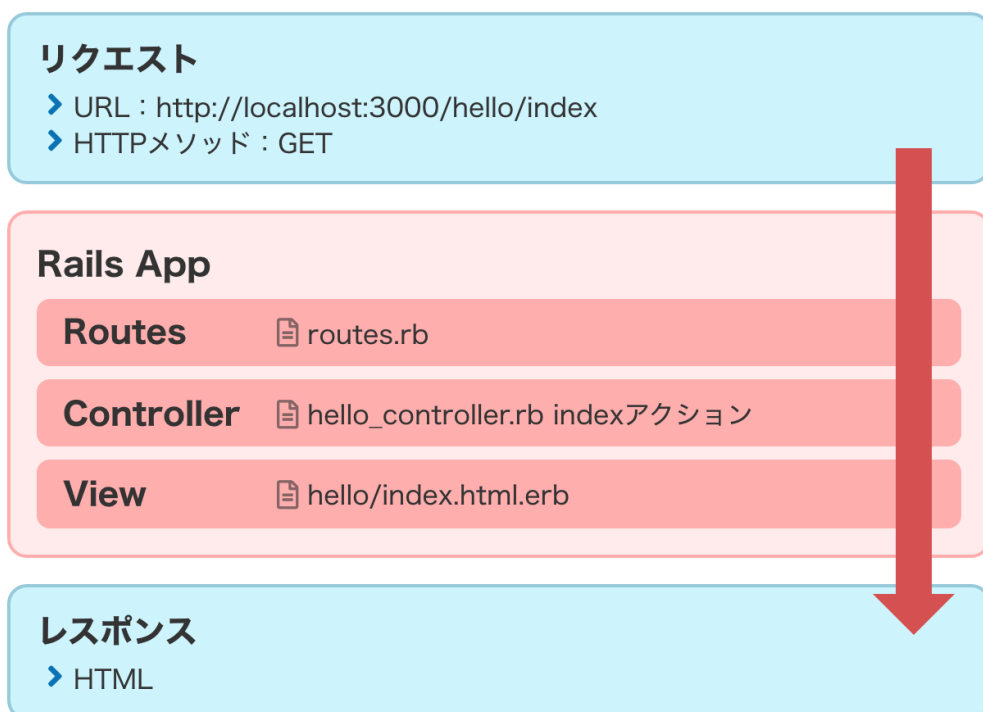 リクエスト
URL：http://localhost:3000/hello/index
HTTPメソッド：GET
Rails App
Routes routes.rb
Controller hello_controller.rb indexアクション
View hello/index.html.erb
レスポンス
HTML